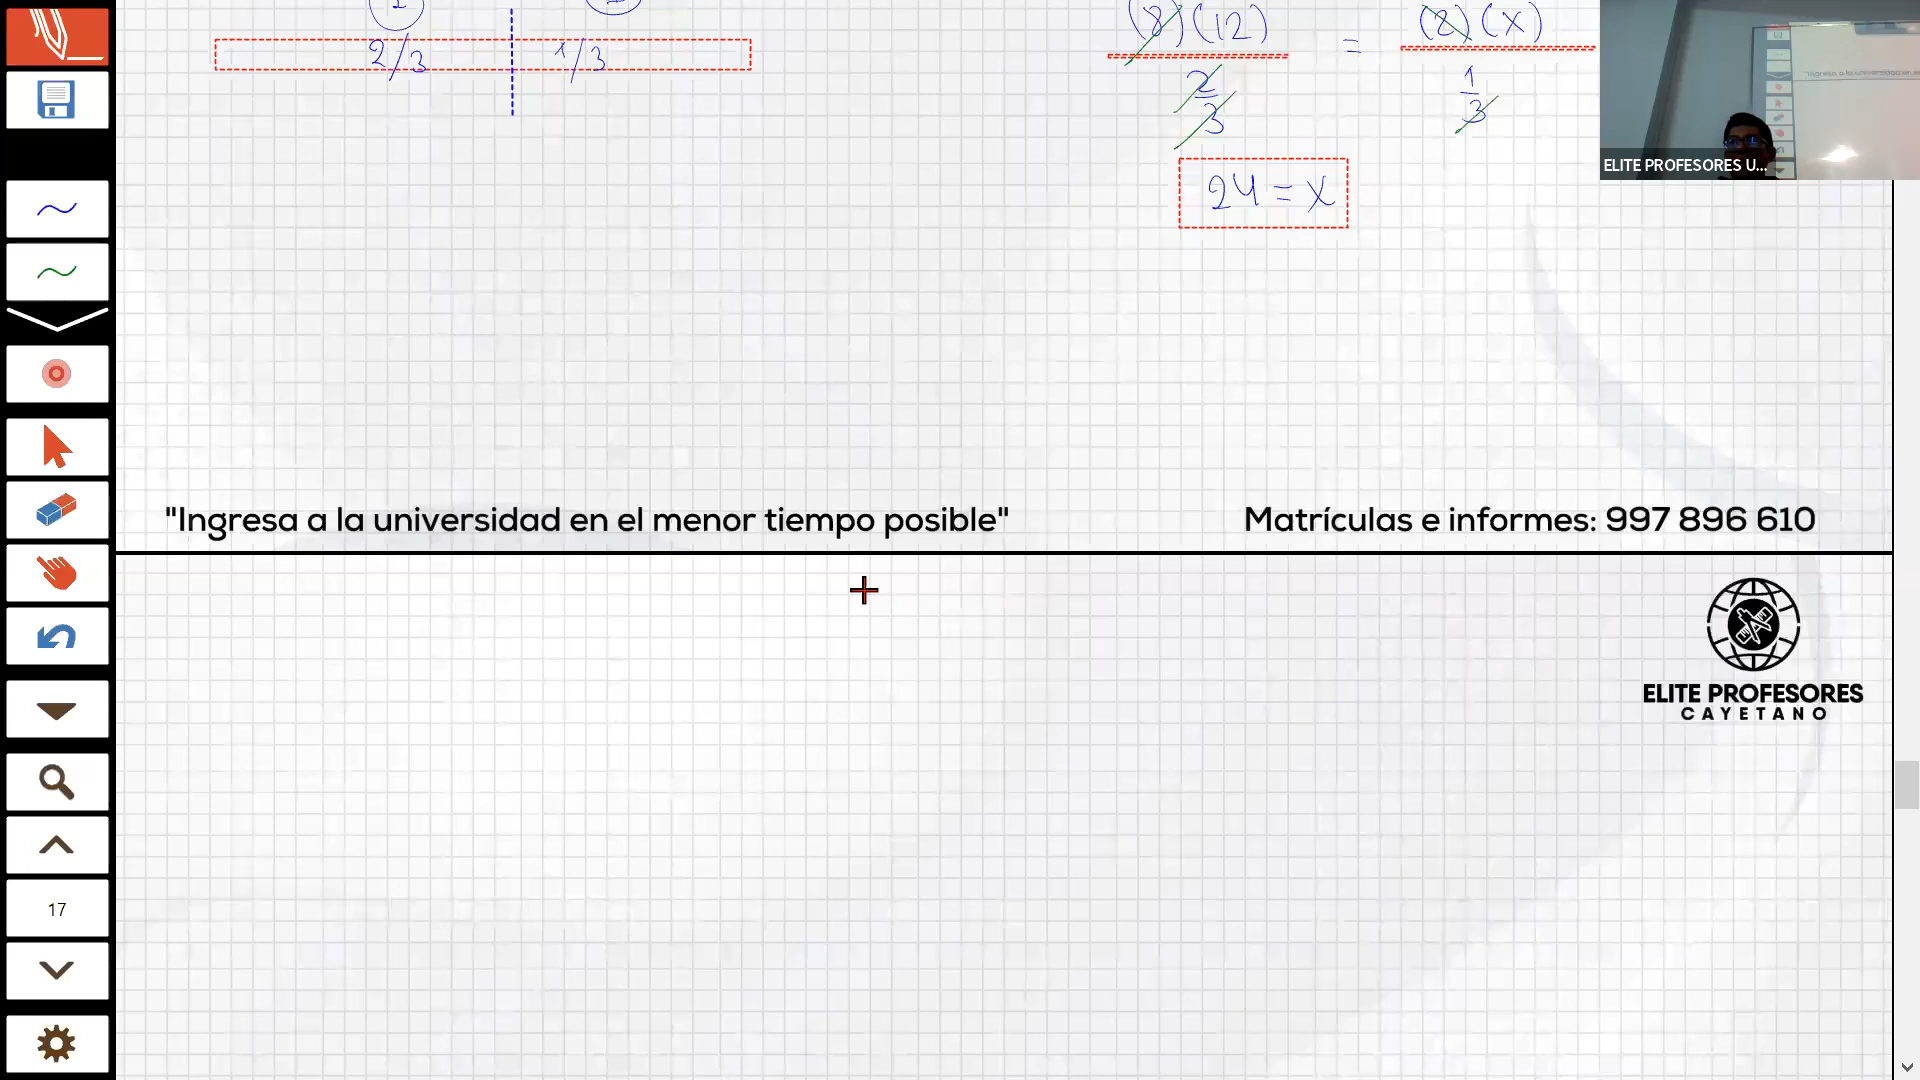 2/3 1/3
(8)(12) = (2)(x)
2/3 1/3
24 = x
ELITE PROFESORES U...
"Ingresa a la universidad en el menor tiempo posible" Matrículas e informes: 997 896 610
ELITE PROFESORES
CAYETANO
17